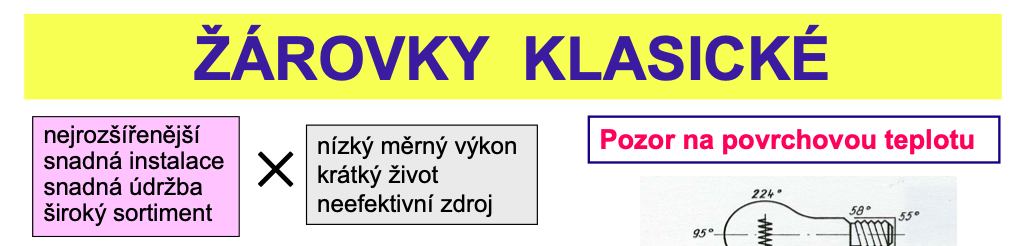 ŽÁROVKY KLASICKÉ
nejrozšířenější
snadná instalace
snadná údržba
široký sortiment
nízký měrný výkon
krátký život
neefektivní zdroj
Pozor na povrchovou teplotu
224°
58°
55°
95°